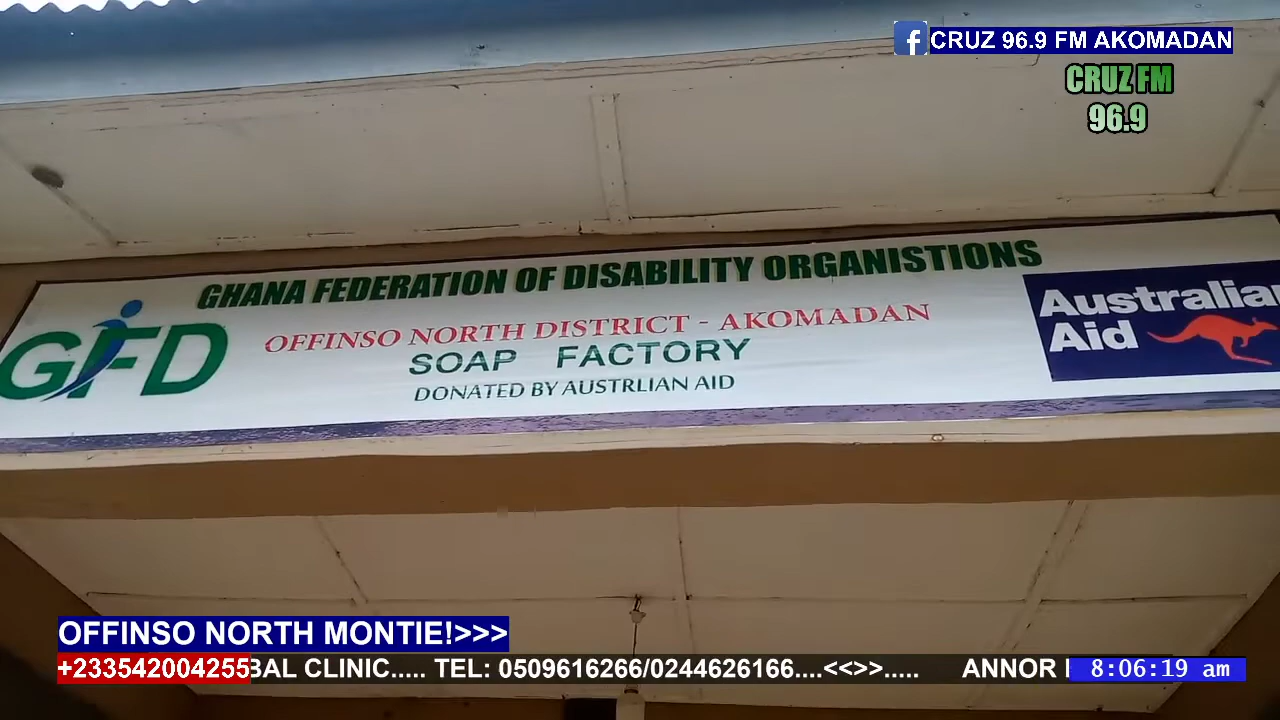 CRUZ 96.9 FM AKOMADAN
CRUZ FM
96.9
GHANA FEDERATION OF DISABILITY ORGANISTIONS
GFD
OFFINSO NORTH DISTRICT - AKOMADAN
SOAP FACTORY
DONATED BY AUSTRLIAN AID
Australian
Aid
OFFINSO NORTH MONTIE!>>>
+233542004255 BAL CLINIC..... TEL: 0509616266/0244626166....<<>>..... ANNOR 8:06:19 am